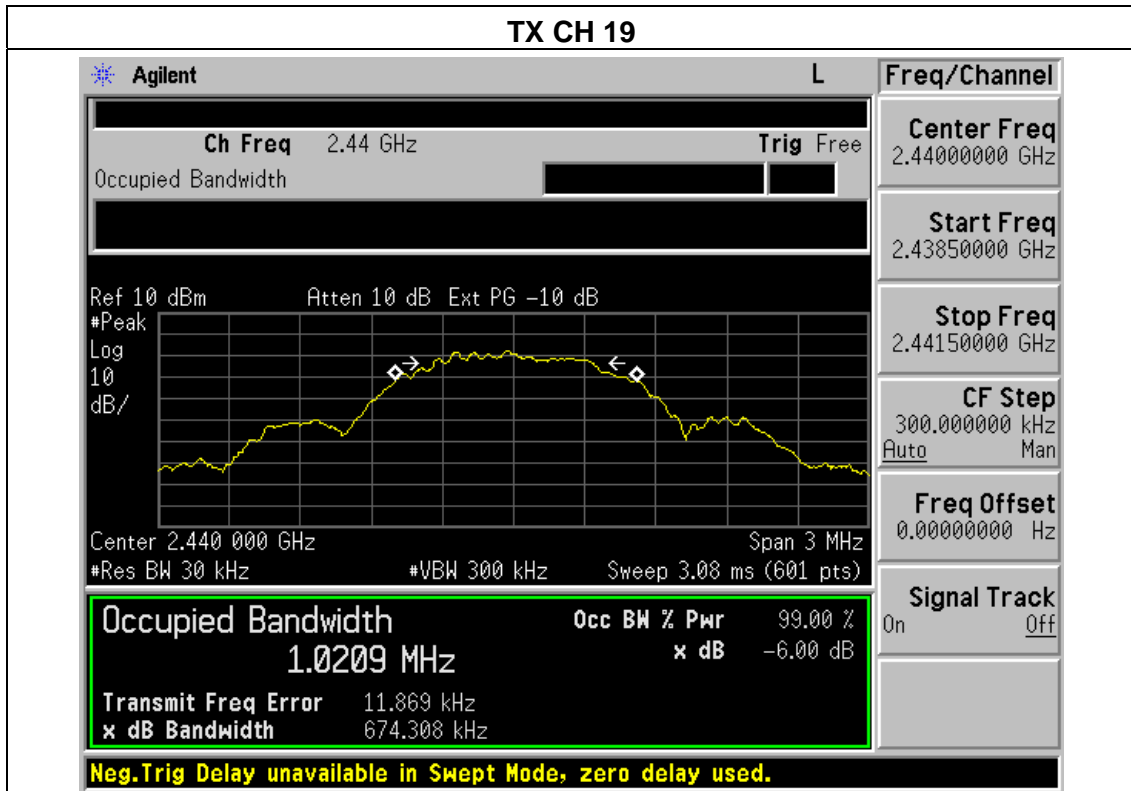 TX CH 19
Agilent L Freq/Channel
Ch Freq 2.44 GHz Trig Free
Occupied Bandwidth
Center Freq
2.44000000 GHz
Start Freq
2.43850000 GHz
Stop Freq
2.44150000 GHz
CF Step
300.000000 kHz
Auto Man
Freq Offset
0.00000000 Hz
Signal Track
On Off
Ref 10 dBm Atten 10 dB Ext PG -10 dB
#Peak
Log
10
dB/
Center 2.440 000 GHz Span 3 MHz
#Res BW 30 kHz #VBW 300 kHz Sweep 3.08 ms (601 pts)
Occupied Bandwidth Occ BW % Pwr 99.00 %
1.0209 MHz x dB -6.00 dB
Transmit Freq Error 11.869 kHz
x dB Bandwidth 674.308 kHz
Neg.Trig Delay unavailable in Swept Mode, zero delay used.